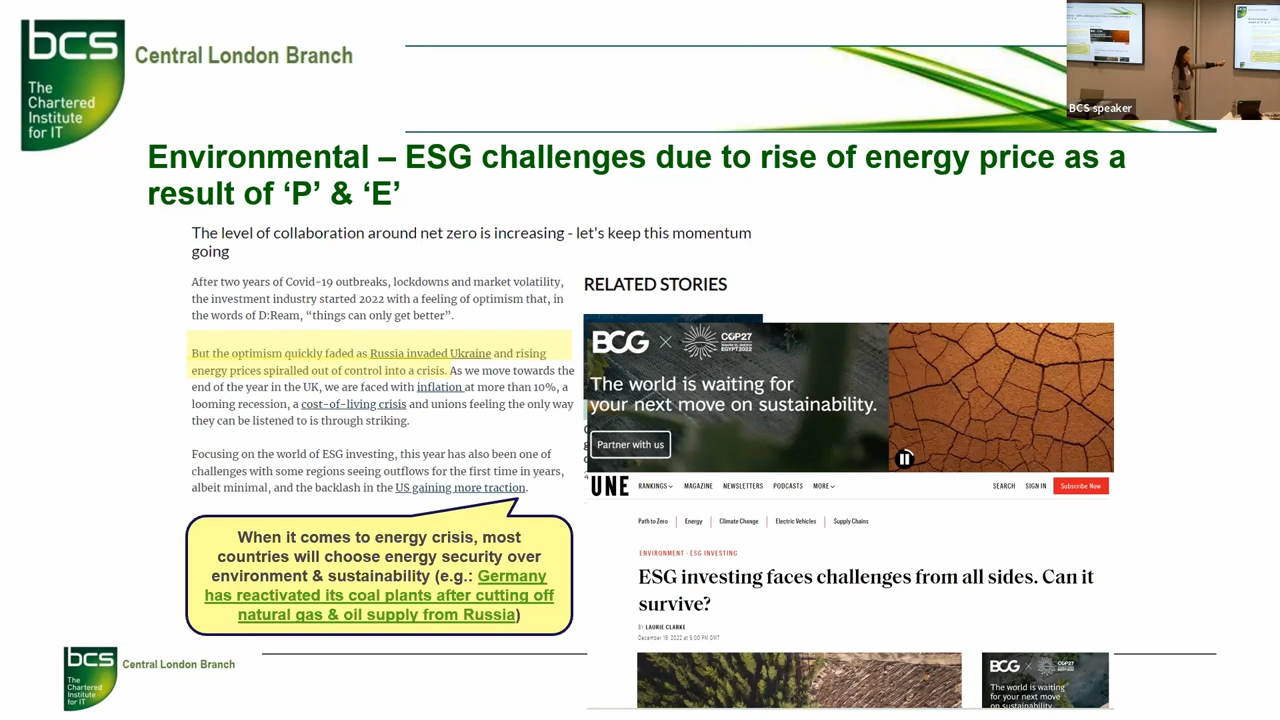 bcs
The
Chartered
Institute
for IT
Central London Branch
BCS speaker
Environmental – ESG challenges due to rise of energy price as a
result of ‘P’ & ‘E’
The level of collaboration around net zero is increasing - let's keep this momentum
going
After two years of Covid-19 outbreaks, lockdowns and market volatility,
the investment industry started 2022 with a feeling of optimism that, in
the words of D:Ream, “things can only get better”.
But the optimism quickly faded as Russia invaded Ukraine and rising
energy prices spiralled out of control into a crisis. As we move towards the
end of the year in the UK, we are faced with inflation at more than 10%, a
looming recession, a cost-of-living crisis and unions feeling the only way
they can be listened to is through striking.
Focusing on the world of ESG investing, this year has also been one of
challenges with some regions seeing outflows for the first time in years,
albeit minimal, and the backlash in the US gaining more traction.
When it comes to energy crisis, most
countries will choose energy security over
environment & sustainability (e.g.: Germany
has reactivated its coal plants after cutting off
natural gas & oil supply from Russia)
RELATED STORIES
BCG × COP27
EGYPT 2022
The world is waiting for
your next move on sustainability.
Partner with us
UNE
RANKINGS MAGAZINE NEWSLETTERS PODCASTS MORE SEARCH SIGN IN Subscribe Now
Path to Zero Energy Climate Change Electric Vehicles Supply Chains
ENVIRONMENT · ESG INVESTING
ESG investing faces challenges from all sides. Can it
survive?
BY LAURIE CLARKE
December 19, 2022 at 6:00 PM GMT
BCG ×
The world is waiting
for your next move
on sustainability.
bcs
The
Chartered
Institute
for IT
Central London Branch